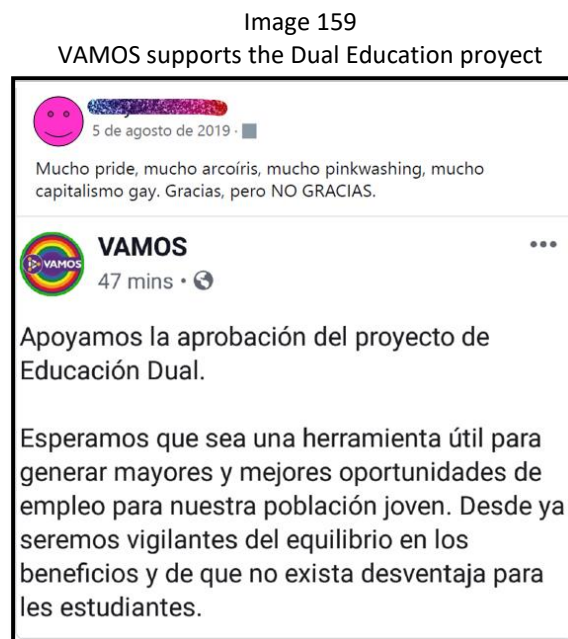 Image 159
VAMOS supports the Dual Education proyect
5 de agosto de 2019 ·
Mucho pride, mucho arcoíris, mucho pinkwashing, mucho
capitalismo gay. Gracias, pero NO GRACIAS.
VAMOS
VAMOS
47 mins •
Apoyamos la aprobación del proyecto de
Educación Dual.
Esperamos que sea una herramienta útil para
generar mayores y mejores oportunidades de
empleo para nuestra población joven. Desde ya
seremos vigilantes del equilibrio en los
beneficios y de que no exista desventaja para
les estudiantes.